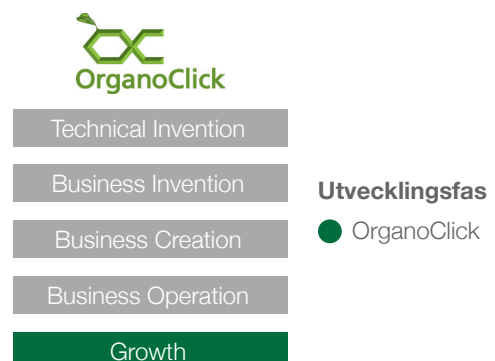 OrganoClick
Technical Invention
Business Invention
Business Creation
Business Operation
Growth
Utvecklingsfas
OrganoClick